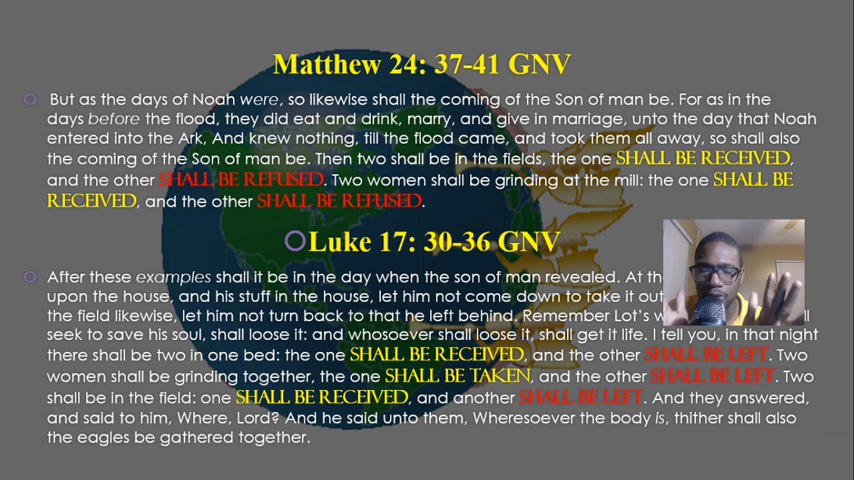 Matthew 24: 37-41 GNV
But as the days of Noah were, so likewise shall the coming of the Son of man be. For as in the
days before the flood, they did eat and drink, marry, and give in marriage, unto the day that Noah
entered into the Ark, And knew nothing, till the flood came, and took them all away, so shall also
the coming of the Son of man be. Then two shall be in the fields, the one SHALL BE RECEIVED,
and the other SHALL BE REFUSED. Two women shall be grinding at the mill: the one SHALL BE
RECEIVED, and the other SHALL BE REFUSED.
Luke 17: 30-36 GNV
After these examples shall it be in the day when the son of man revealed. At
upon the house, and his stuff in the house, let him not come down to take it out
the field likewise, let him not turn back to that he left behind. Remember Lot's
seek to save his soul, shall loose it: and whosoever shall loose it, shall get it life. I tell you, in that night
there shall be two in one bed: the one SHALL BE RECEIVED, and the other SHALL BE LEFT. Two
women shall be grinding together, the one SHALL BE TAKEN, and the other SHALL BE LEFT. Two
shall be in the field: one SHALL BE RECEIVED, and another SHALL BE LEFT. And they answered,
and said to him, Where, Lord? And he said unto them, Wheresoever the body is, thither shall also
the eagles be gathered together.